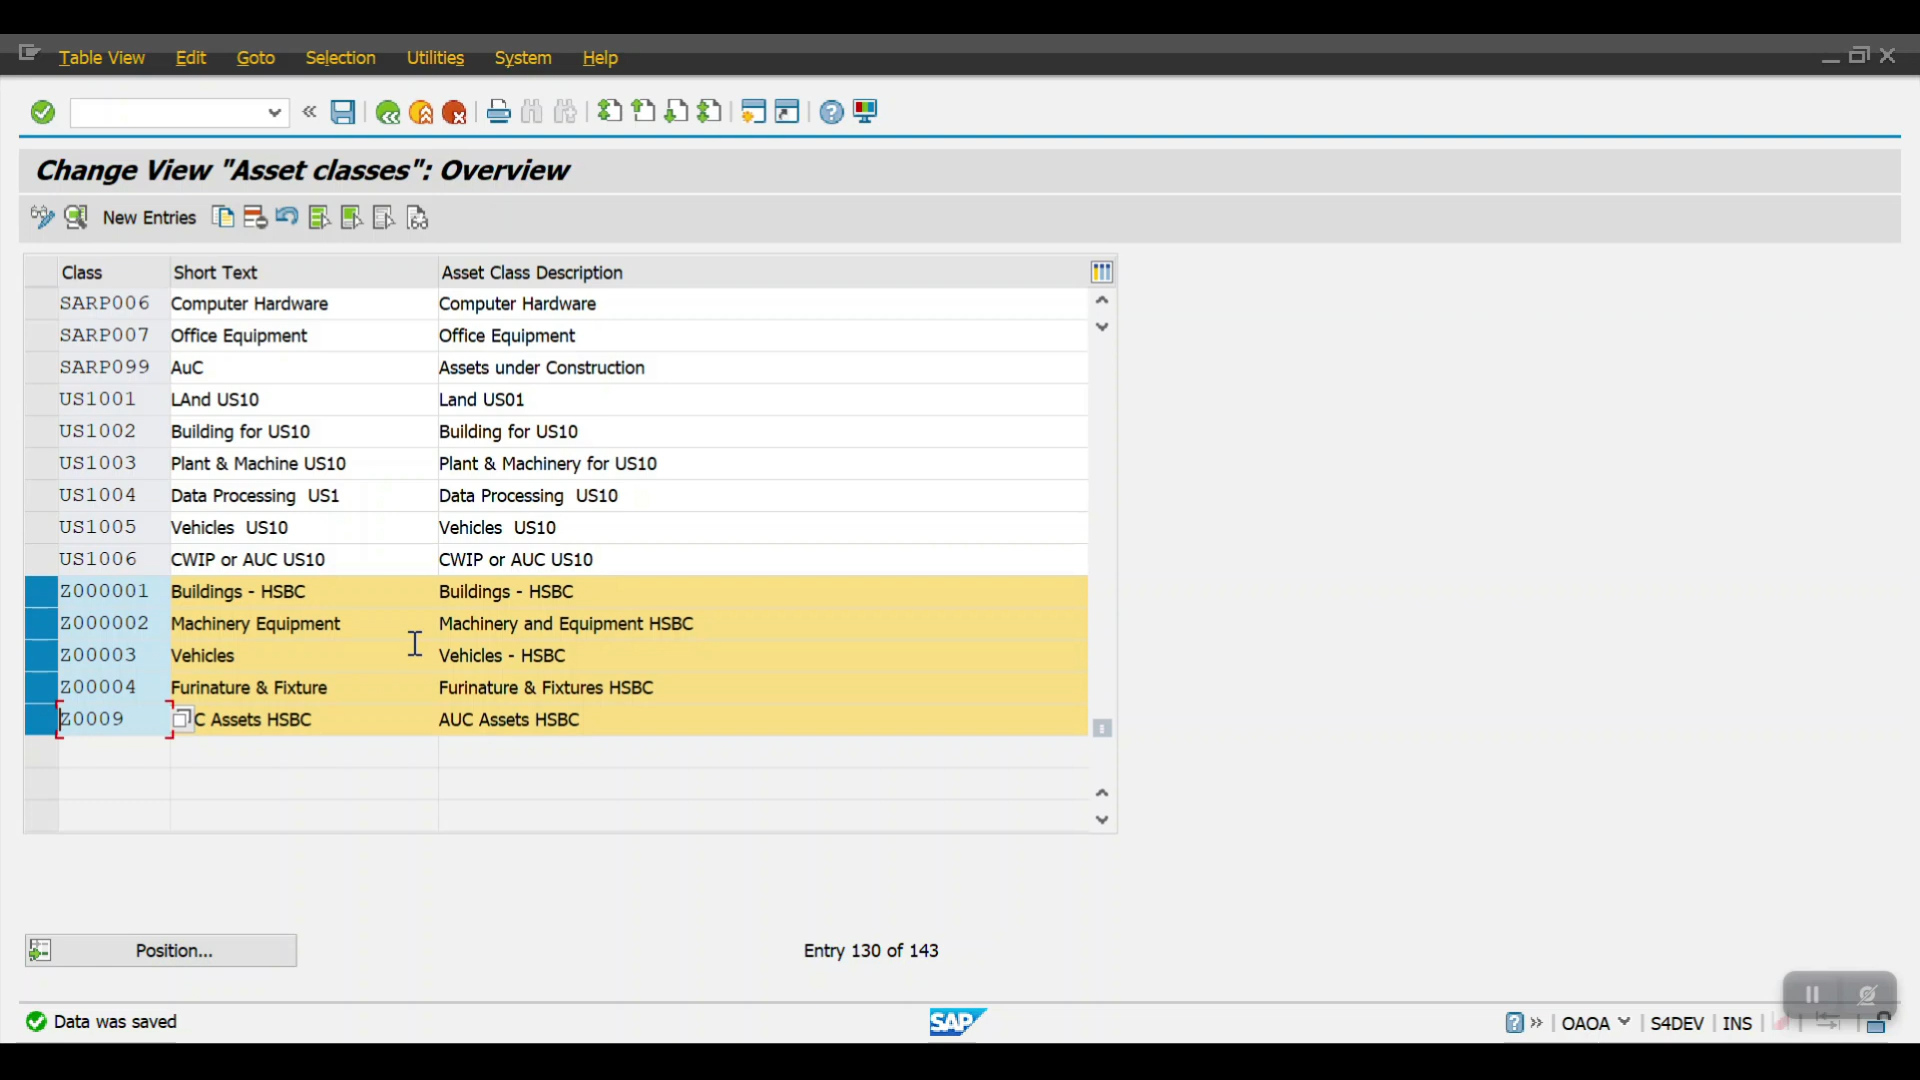 Table View Edit Goto Selection Utilities System Help
Change View "Asset classes": Overview
New Entries
Class Short Text Asset Class Description
SARP006 Computer Hardware Computer Hardware
SARP007 Office Equipment Office Equipment
SARP099 AuC Assets under Construction
US1001 LAnd US10 Land US01
US1002 Building for US10 Building for US10
US1003 Plant & Machine US10 Plant & Machinery for US10
US1004 Data Processing US1 Data Processing US10
US1005 Vehicles US10 Vehicles US10
US1006 CWIP or AUC US10 CWIP or AUC US10
Z000001 Buildings - HSBC Buildings - HSBC
Z000002 Machinery Equipment Machinery and Equipment HSBC
Z00003 Vehicles Vehicles - HSBC
Z00004 Furinature & Fixture Furinature & Fixtures HSBC
Z0009 C Assets HSBC AUC Assets HSBC
Position... Entry 130 of 143
Data was saved SAP OAOA S4DEV INS